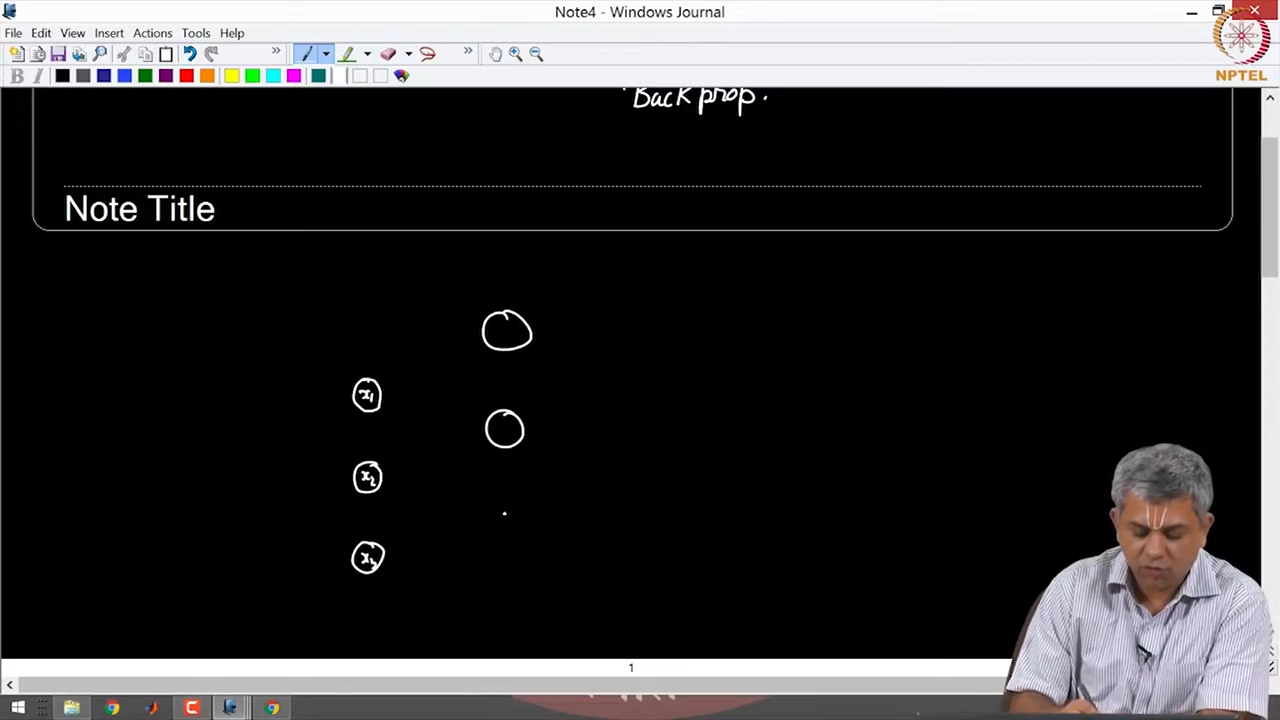 Note4 - Windows Journal
File Edit View Insert Actions Tools Help
NPTEL
B I
Back prop.
Note Title
x1
x2
x3
1